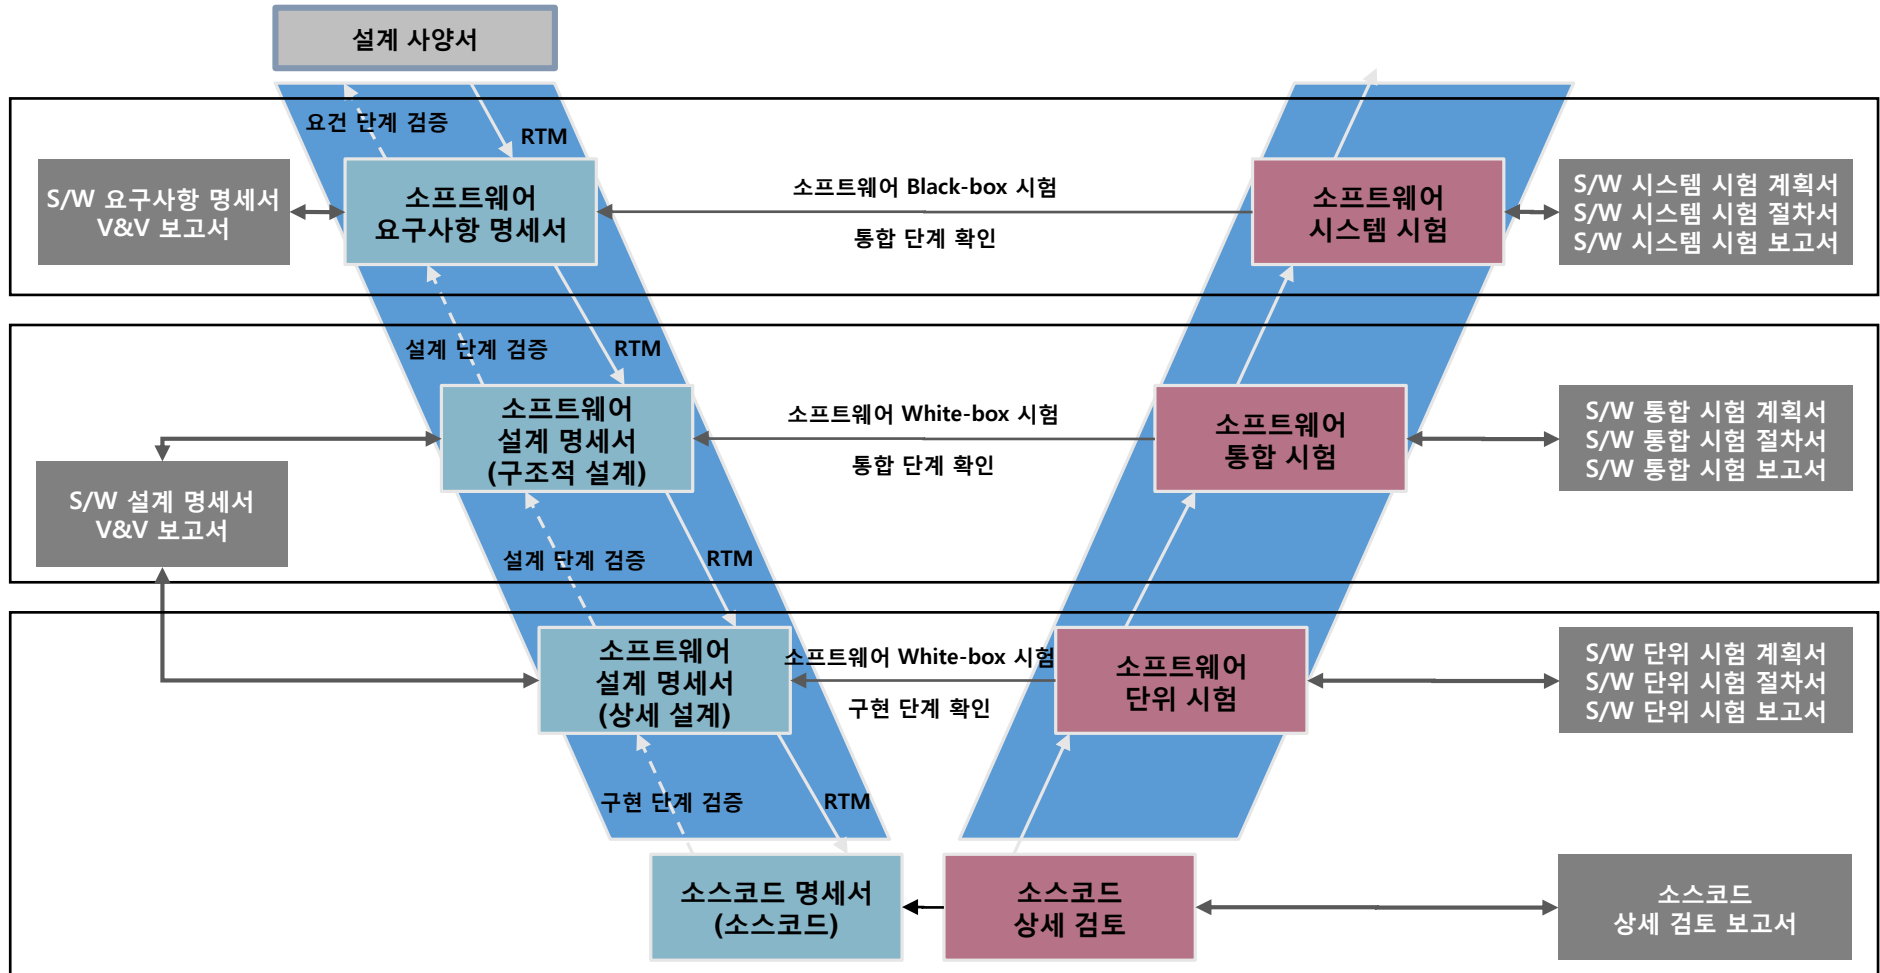 설계 사양서
요건 단계 검증
RTM
S/W 요구사항 명세서
V&V 보고서
소프트웨어
요구사항 명세서
소프트웨어 Black-box 시험
통합 단계 확인
소프트웨어
시스템 시험
S/W 시스템 시험 계획서
S/W 시스템 시험 절차서
S/W 시스템 시험 보고서
설계 단계 검증
RTM
소프트웨어
설계 명세서
(구조적 설계)
소프트웨어 White-box 시험
통합 단계 확인
소프트웨어
통합 시험
S/W 통합 시험 계획서
S/W 통합 시험 절차서
S/W 통합 시험 보고서
S/W 설계 명세서
V&V 보고서
설계 단계 검증
RTM
소프트웨어
설계 명세서
(상세 설계)
소프트웨어 White-box 시험
구현 단계 확인
소프트웨어
단위 시험
S/W 단위 시험 계획서
S/W 단위 시험 절차서
S/W 단위 시험 보고서
구현 단계 검증
RTM
소스코드 명세서
(소스코드)
소스코드
상세 검토
소스코드
상세 검토 보고서